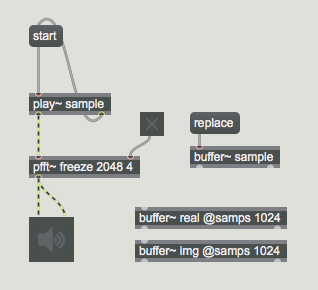 start
play~ sample
replace
pfft~ freeze 2048 4
buffer~ sample
buffer~ real @samps 1024
buffer~ img @samps 1024